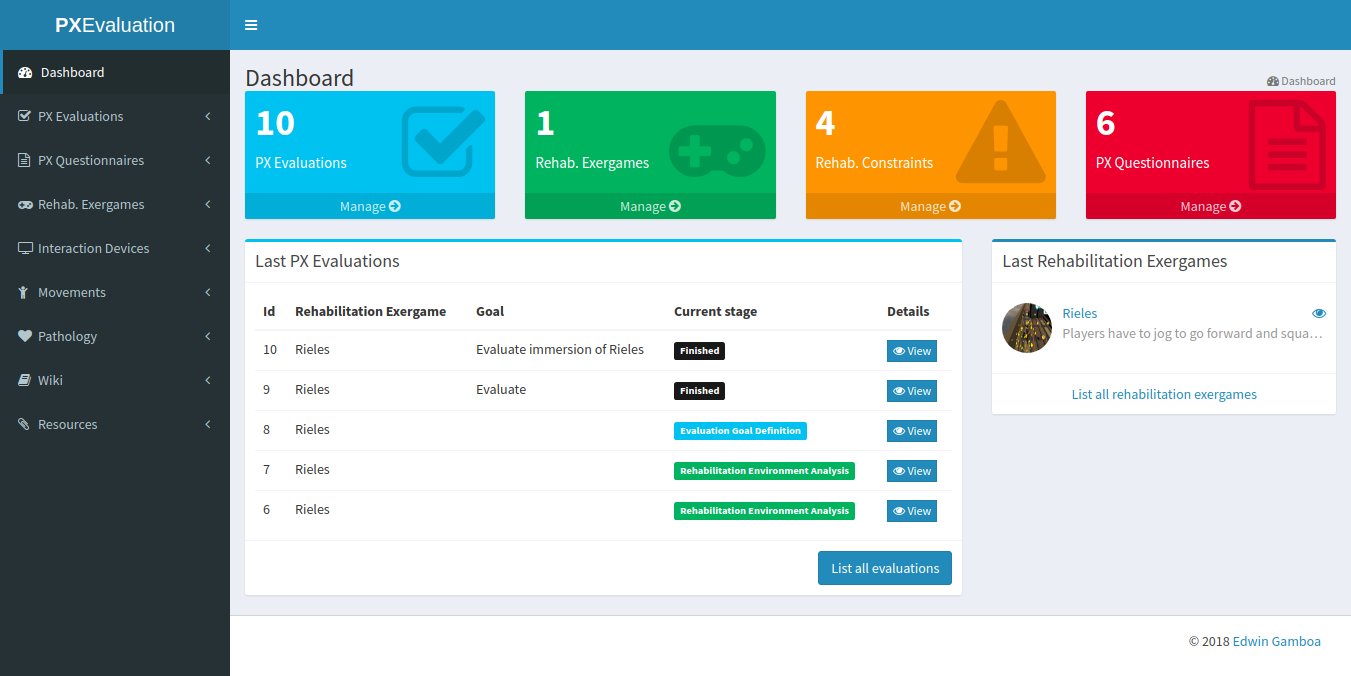 PXEvaluation
Dashboard
PX Evaluations
PX Questionnaires
Rehab. Exergames
Interaction Devices
Movements
Pathology
Wiki
Resources
Dashboard
Dashboard
10
PX Evaluations
Manage
1
Rehab. Exergames
Manage
4
Rehab. Constraints
Manage
6
PX Questionnaires
Manage
Last PX Evaluations
Id Rehabilitation Exergame Goal Current stage Details
10 Rieles Evaluate immersion of Rieles Finished View
9 Rieles Evaluate Finished View
8 Rieles Evaluation Goal Definition View
7 Rieles Rehabilitation Environment Analysis View
6 Rieles Rehabilitation Environment Analysis View
List all evaluations
Last Rehabilitation Exergames
Rieles
Players have to jog to go forward and squa...
List all rehabilitation exergames
© 2018 Edwin Gamboa